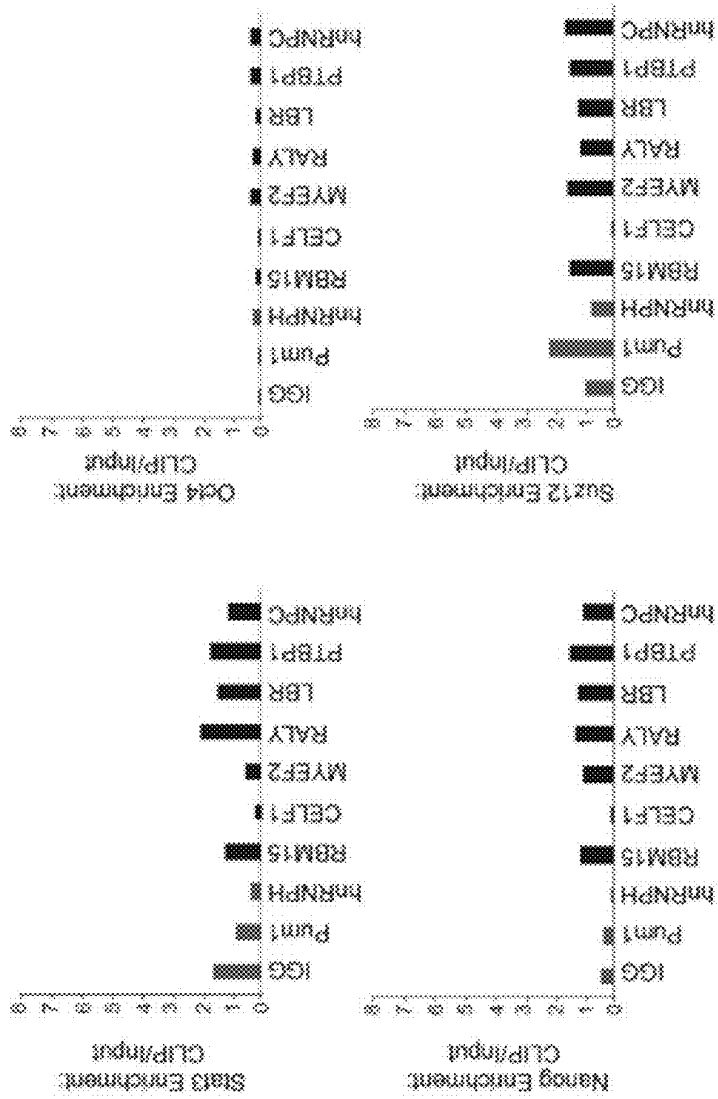 Stat3 Enrichment:
CLIP/Input
8
7
6
5
4
3
2
1
0
IGG
Pum1
hnRNPH
RBM15
CELF1
MYEF2
RALY
LBR
PTBP1
hnRNPC
Oct4 Enrichment:
CLIP/Input
8
7
6
5
4
3
2
1
0
IGG
Pum1
hnRNPH
RBM15
CELF1
MYEF2
RALY
LBR
PTBP1
hnRNPC
Nanog Enrichment:
CLIP/Input
8
7
6
5
4
3
2
1
0
IGG
Pum1
hnRNPH
RBM15
CELF1
MYEF2
RALY
LBR
PTBP1
hnRNPC
Suz12 Enrichment:
CLIP/Input
8
7
6
5
4
3
2
1
0
IGG
Pum1
hnRNPH
RBM15
CELF1
MYEF2
RALY
LBR
PTBP1
hnRNPC